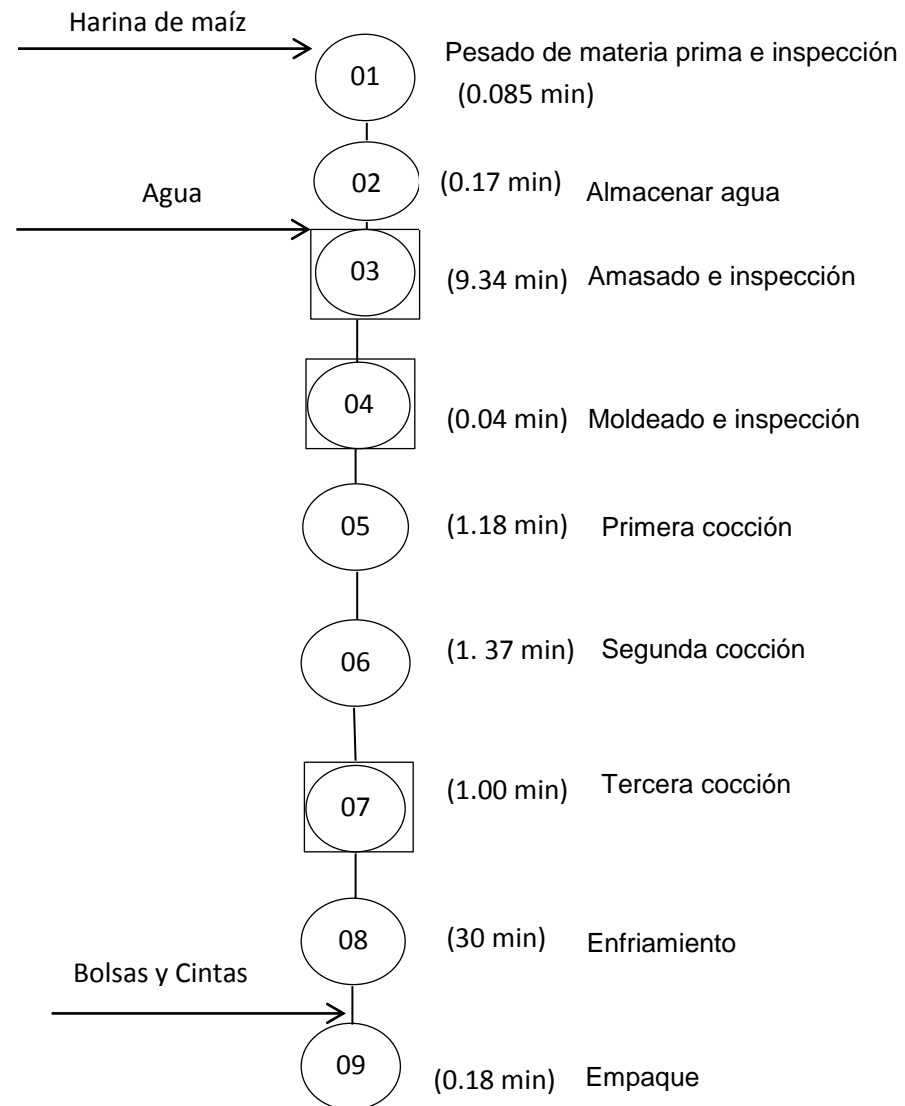 Harina de maíz
01
Pesado de materia prima e inspección
(0.085 min)
02
(0.17 min)
Almacenar agua
Agua
03
(9.34 min)
Amasado e inspección
04
(0.04 min)
Moldeado e inspección
05
(1.18 min)
Primera cocción
06
(1. 37 min)
Segunda cocción
07
(1.00 min)
Tercera cocción
08
(30 min)
Enfriamiento
Bolsas y Cintas
09
(0.18 min)
Empaque